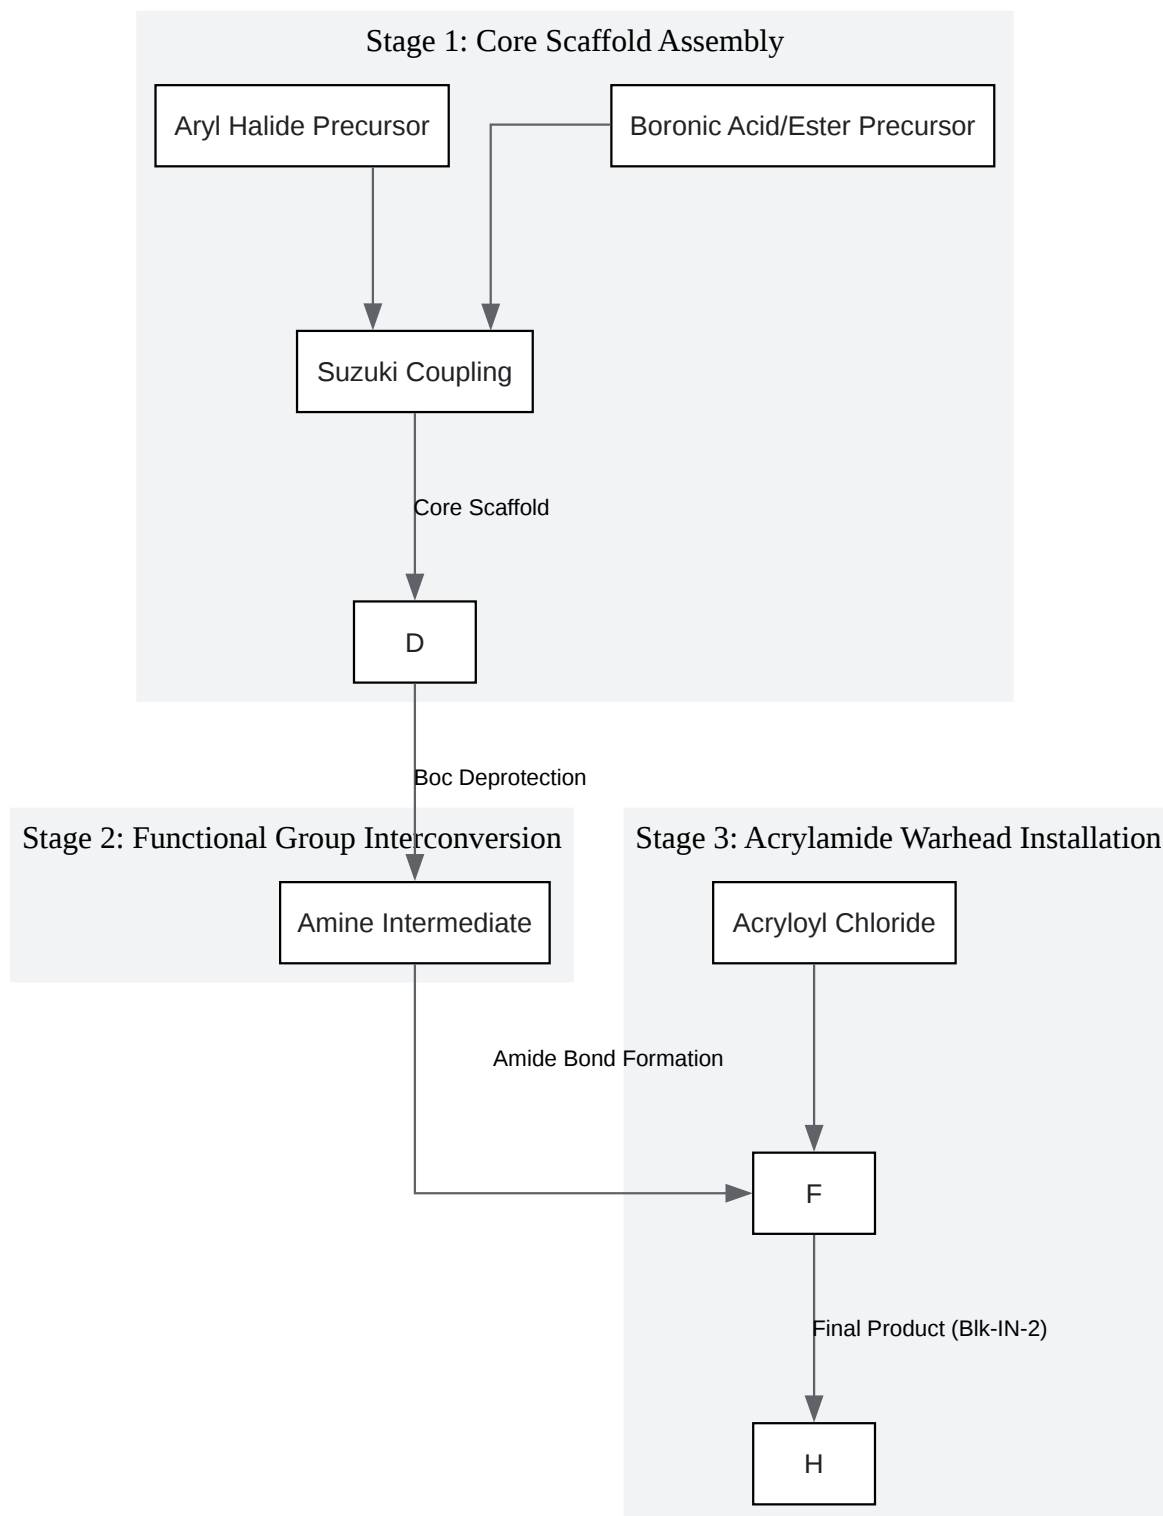 Stage 1: Core Scaffold Assembly
Aryl Halide Precursor
Boronic Acid/Ester Precursor
Suzuki Coupling
Core Scaffold
D
Boc Deprotection
Stage 2: Functional Group Interconversion
Stage 3: Acrylamide Warhead Installation
Amine Intermediate
Acryloyl Chloride
Amide Bond Formation
F
Final Product (Blk-IN-2)
H